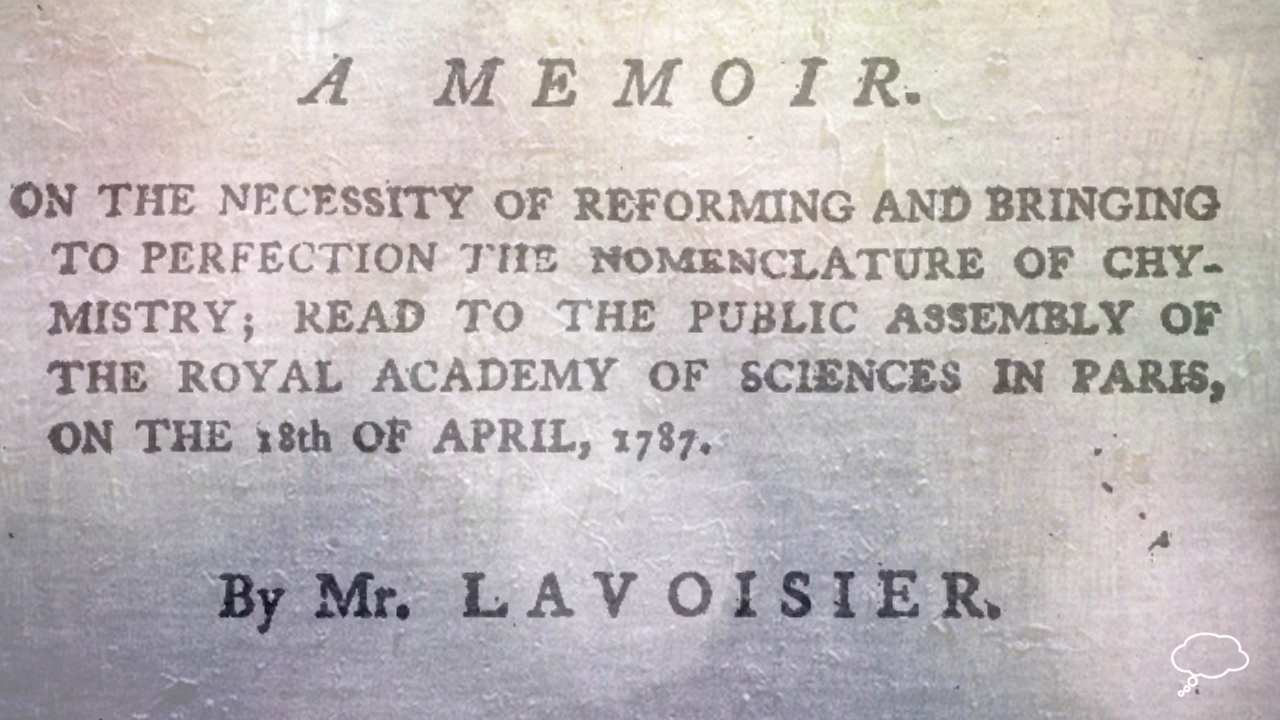 A MEMOIR.
ON THE NECESSITY OF REFORMING AND BRINGING
TO PERFECTION THE NOMENCLATURE OF CHY-
MISTRY; READ TO THE PUBLIC ASSEMBLY OF
THE ROYAL ACADEMY OF SCIENCES IN PARIS,
ON THE 18th OF APRIL, 1787.
By Mr. LAVOISIER.